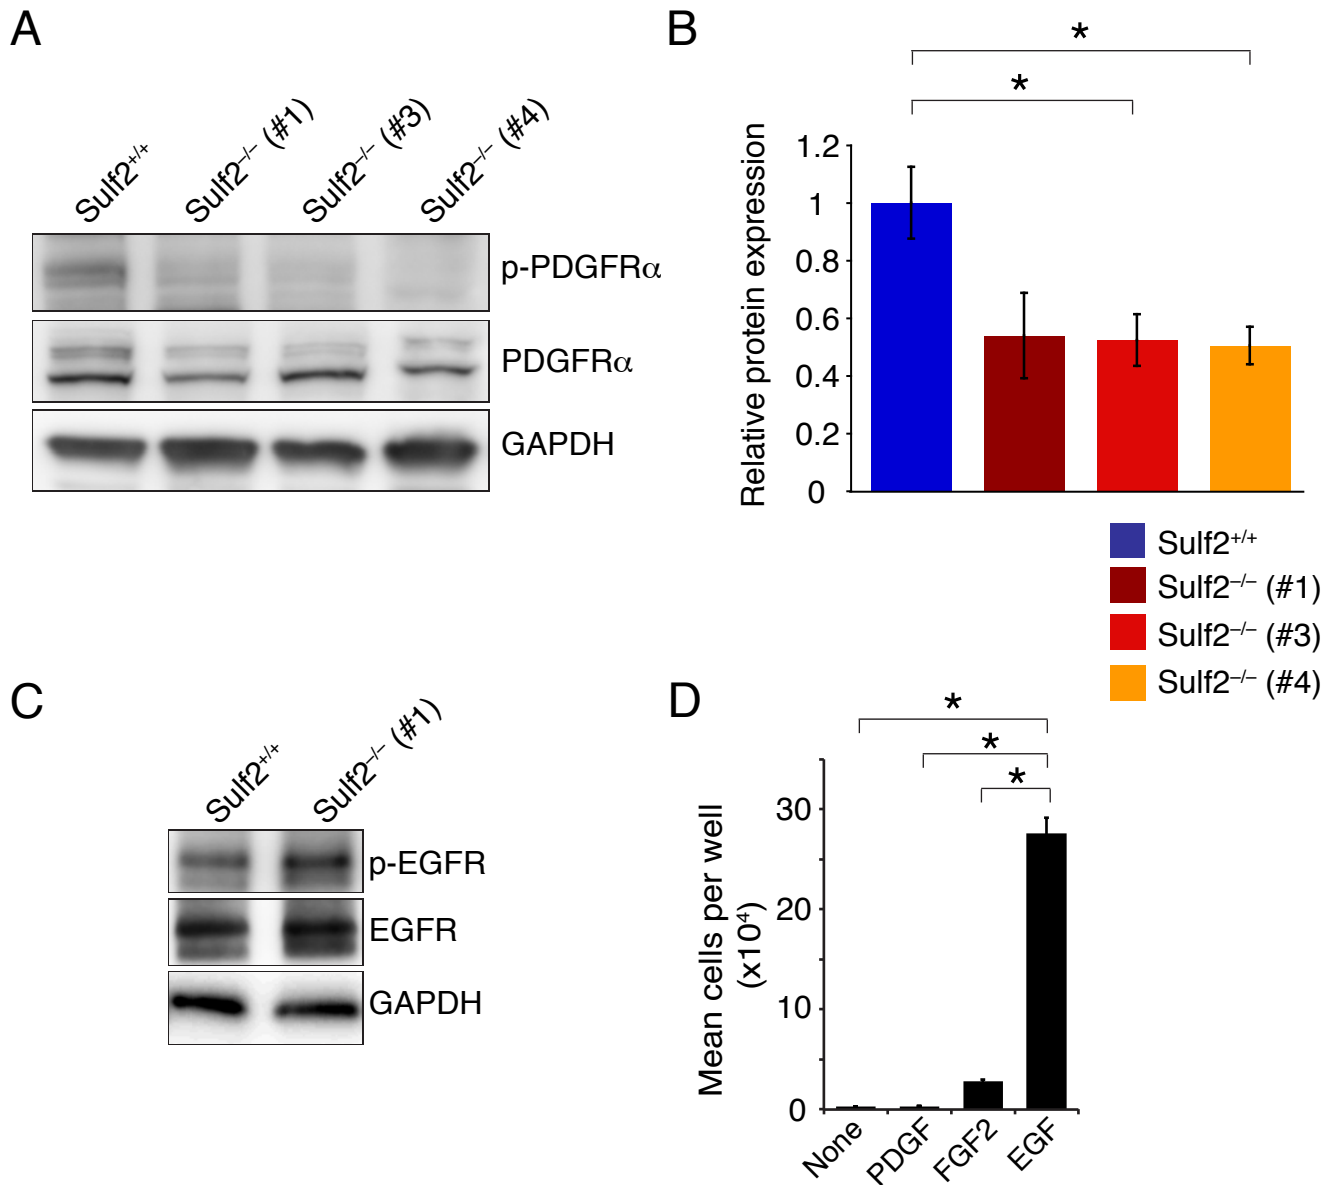 A
Sulf2+/+
Sulf2–/– (#1)
Sulf2–/– (#3)
Sulf2–/– (#4)
p-PDGFRα
PDGFRα
GAPDH
B
*
*
Relative protein expression
1.2
1
0.8
0.6
0.4
0.2
0
Sulf2+/+
Sulf2–/– (#1)
Sulf2–/– (#3)
Sulf2–/– (#4)
C
Sulf2+/+
Sulf2–/– (#1)
p-EGFR
EGFR
GAPDH
D
*
*
*
Mean cells per well
(x10⁴)
30
20
10
0
None
PDGF
FGF2
EGF